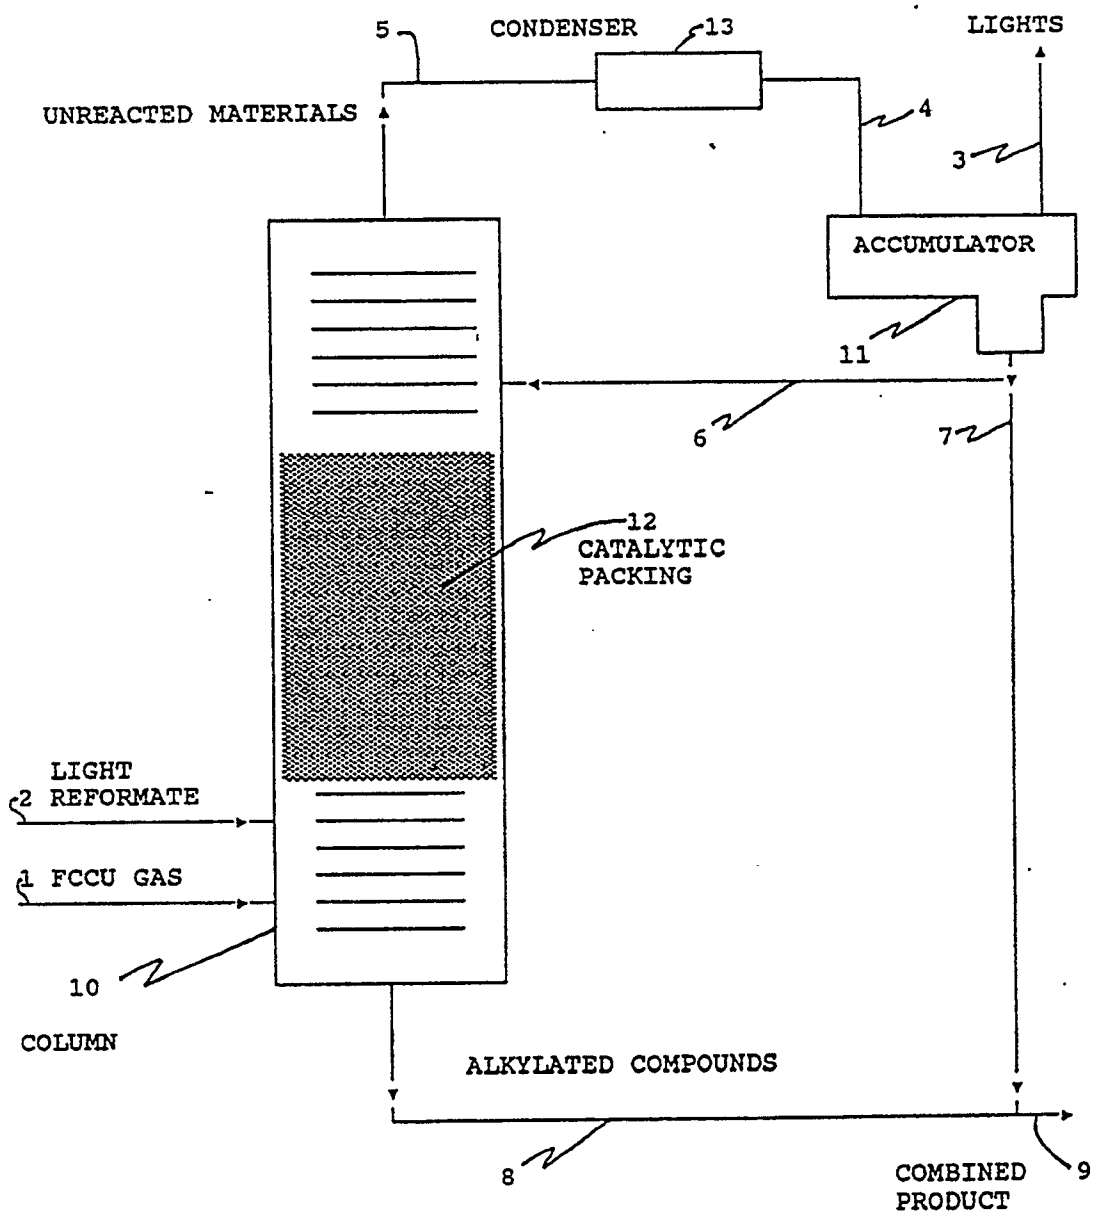 5
CONDENSER
13
LIGHTS
UNREACTED MATERIALS
4
3
ACCUMULATOR
11
6
7
12
CATALYTIC
PACKING
LIGHT
2 REFORMATE
1 FCCU GAS
10
COLUMN
ALKYLATED COMPOUNDS
8
9
COMBINED
PRODUCT